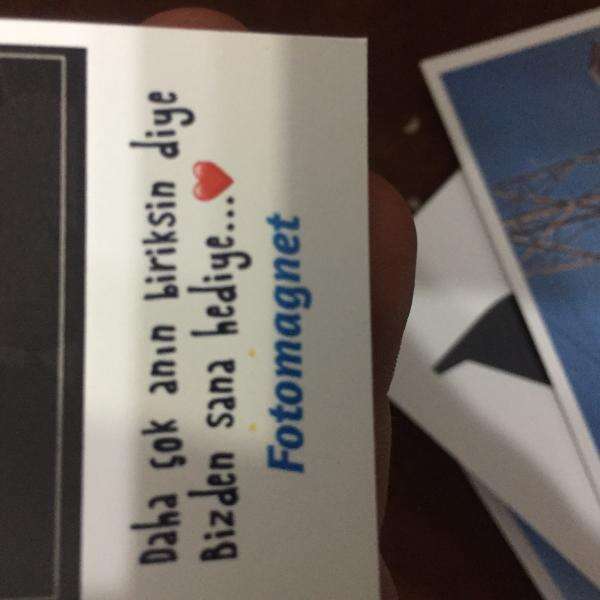 Daha çok anın biriksin diye
Bizden sana hediye...❤
Fotomagnet